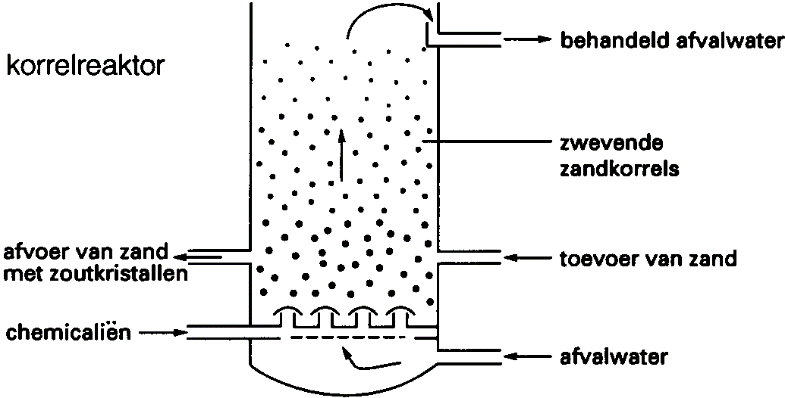 behandeld afvalwater
korrelreaktor
zwevende
zandkorrels
afvoer van zand
met zoutkristallen
toevoer van zand
chemicaliën
afvalwater